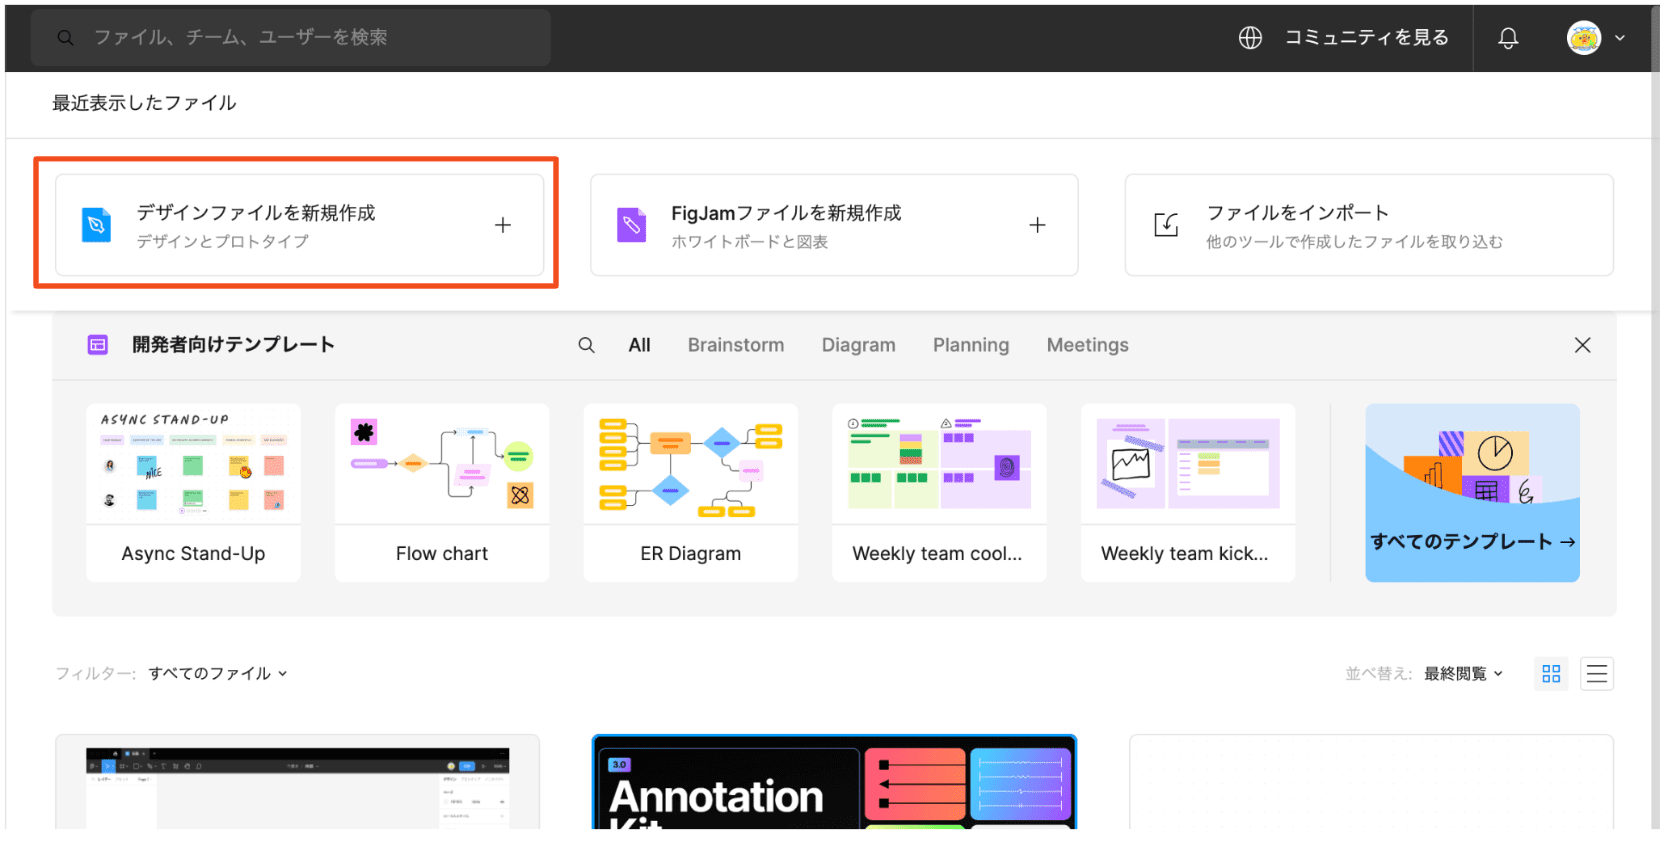 ファイル、チーム、ユーザーを検索
コミュニティを見る
最近表示したファイル
デザインファイルを新規作成
デザインとプロトタイプ
FigJamファイルを新規作成
ホワイトボードと図表
ファイルをインポート
他のツールで作成したファイルを取り込む
開発者向けテンプレート
All
Brainstorm
Diagram
Planning
Meetings
ASYNC STAND-UP
NICE
Async Stand-Up
Flow chart
ER Diagram
Weekly team cool...
Weekly team kick...
すべてのテンプレート →
フィルター: すべてのファイル
並べ替え: 最終閲覧
3.0
Annotation
Kit